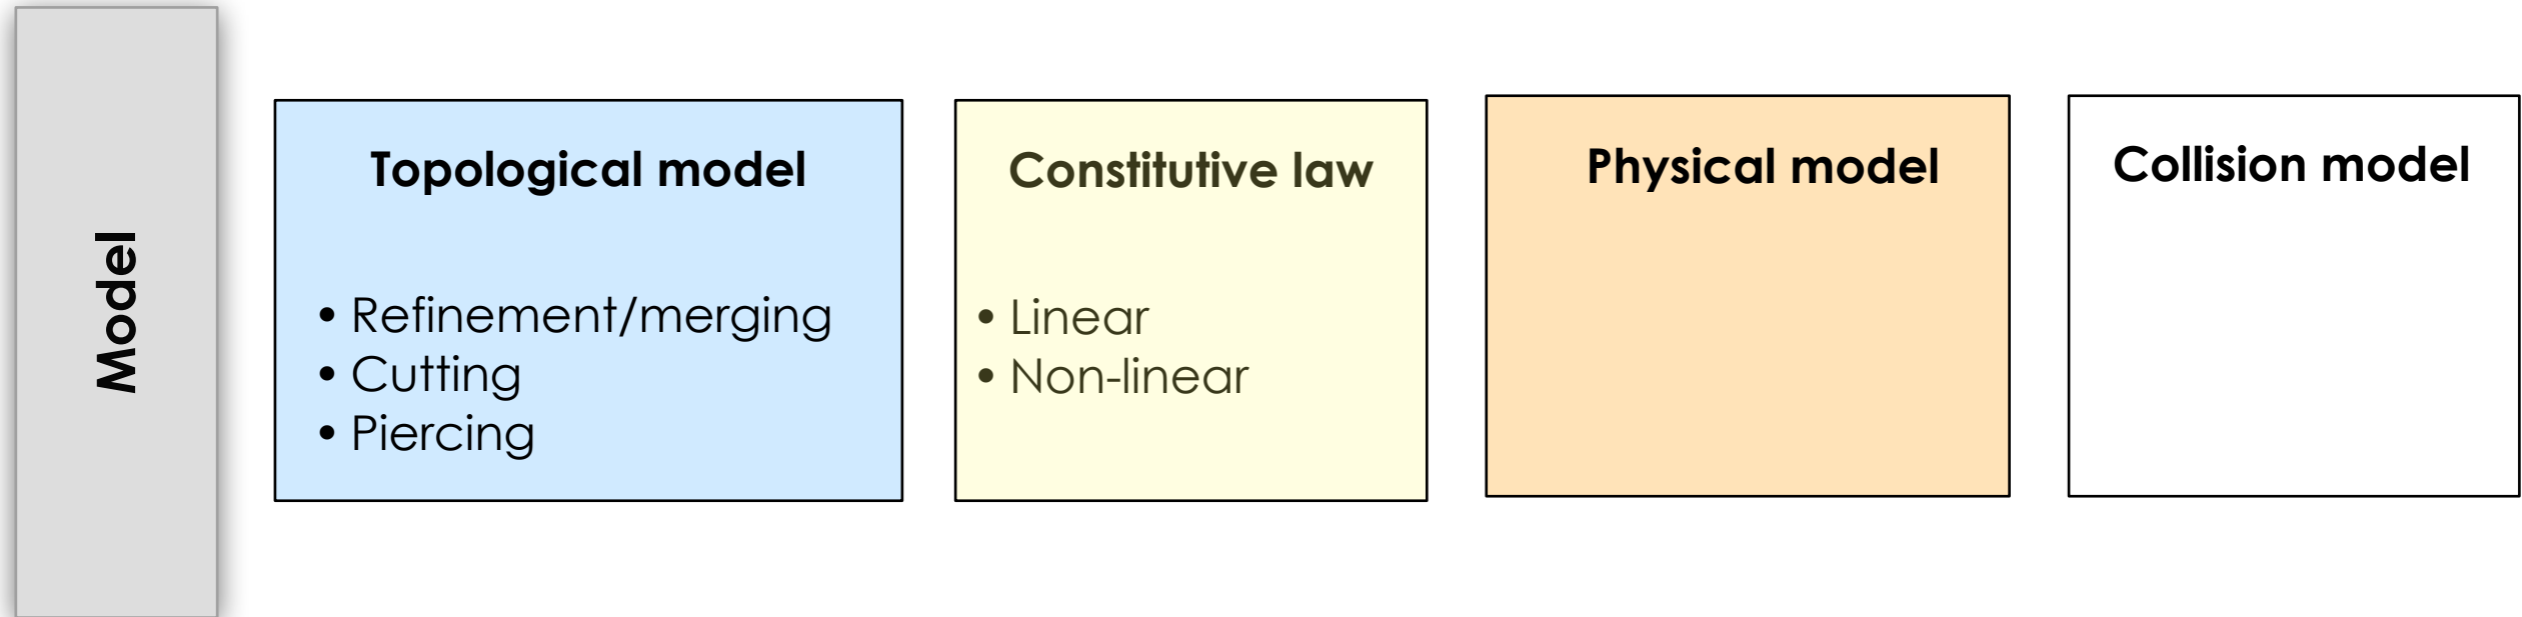 Model
Topological model
• Refinement/merging
• Cutting
• Piercing
Constitutive law
• Linear
• Non-linear
Physical model
Collision model